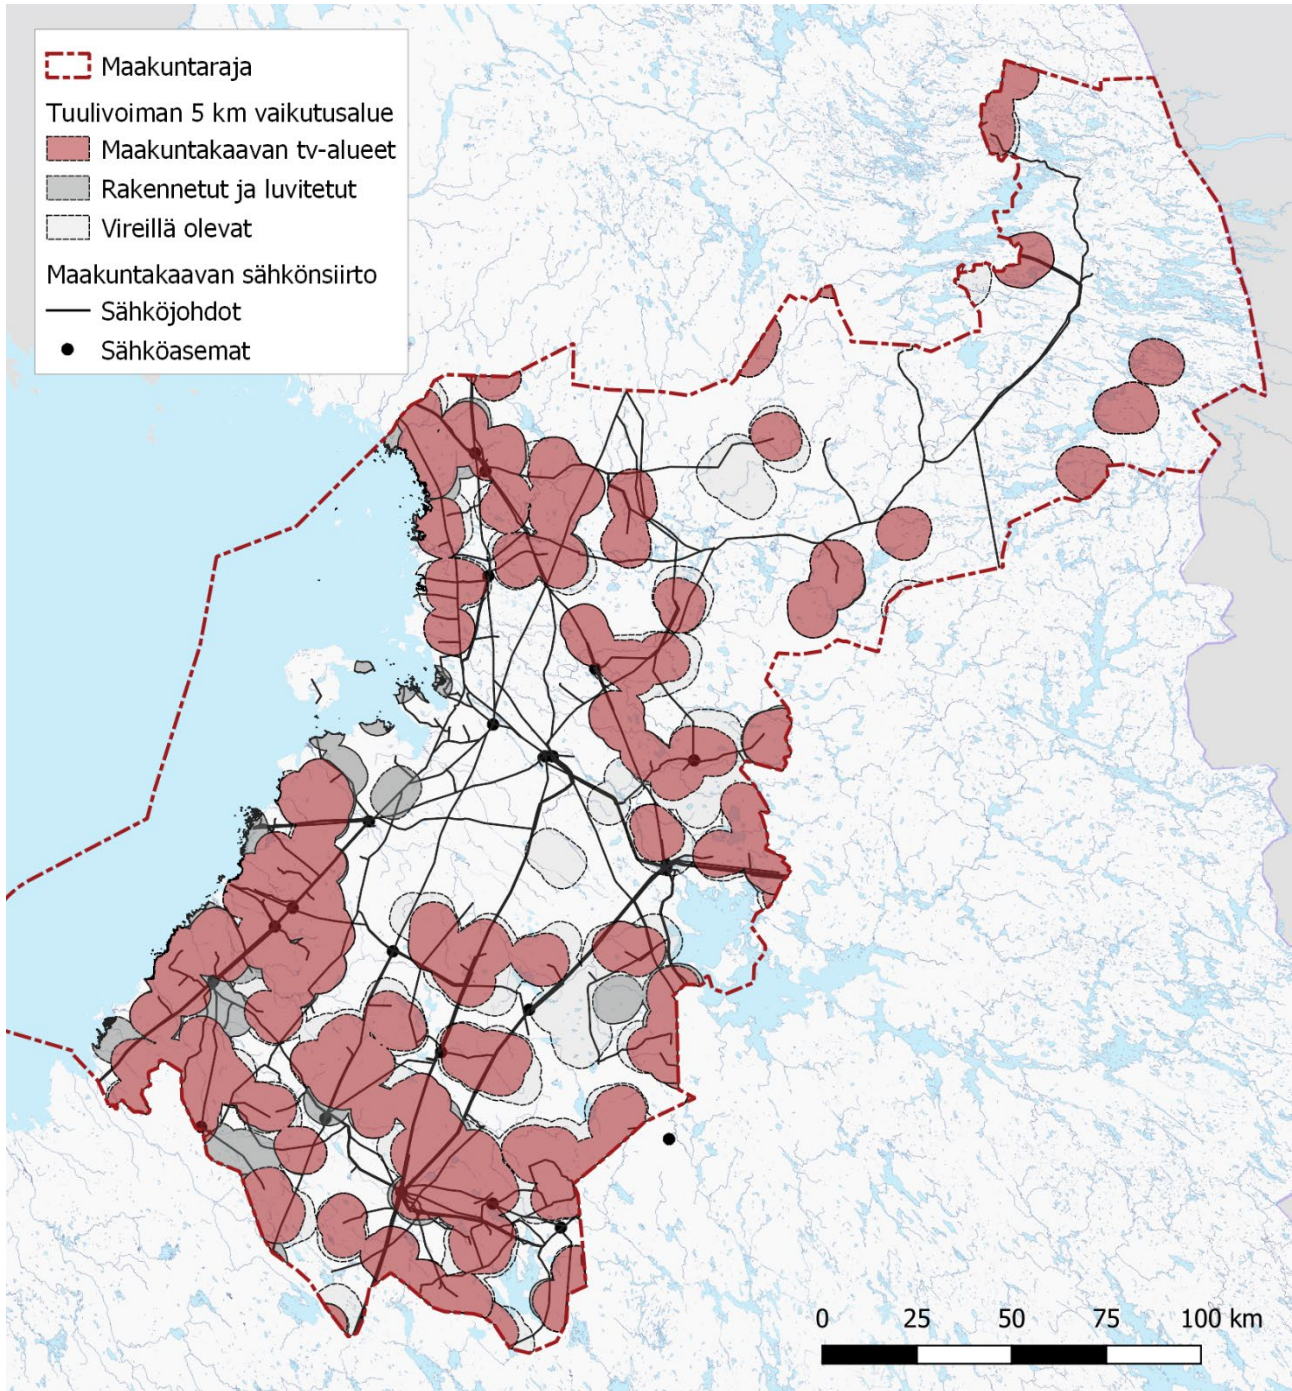 Maakuntaraja
Tuulivoiman 5 km vaikutusalue
Maakuntakaavan tv-alueet
Rakennetut ja luvitetut
Vireillä olevat
Maakuntakaavan sähkönsiirto
Sähköjohdot
Sähköasemat
0 25 50 75 100 km